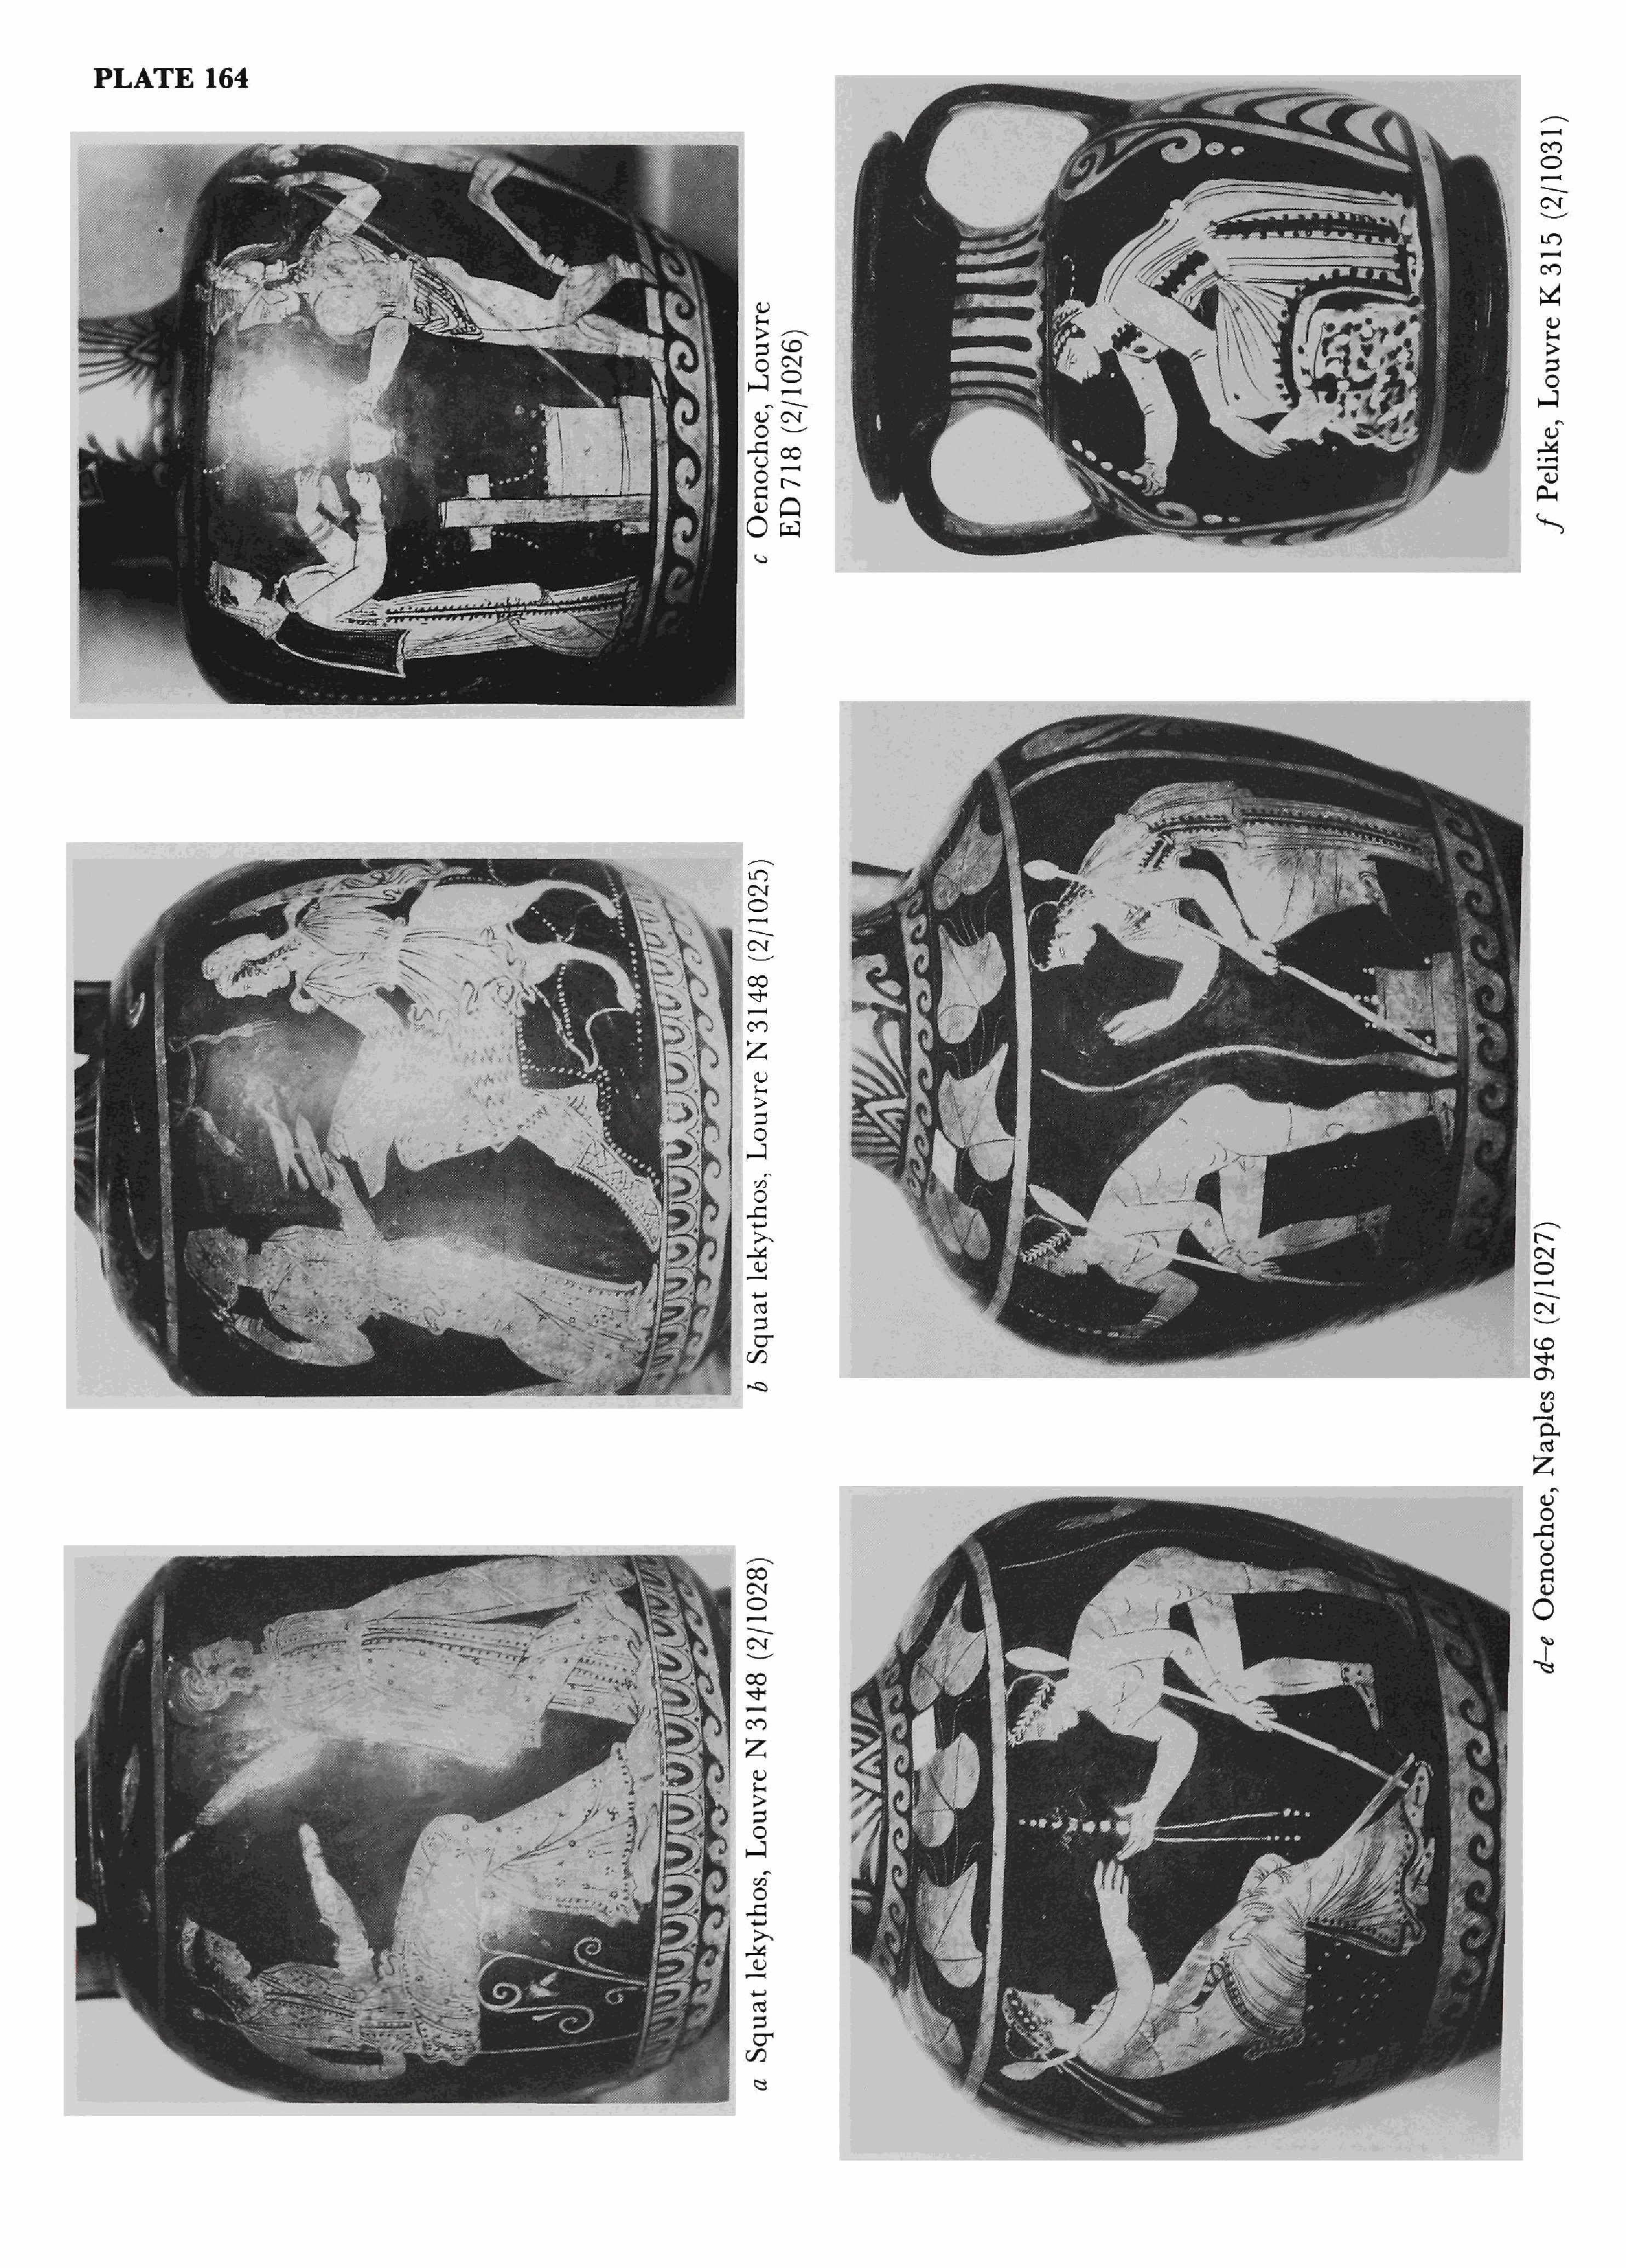 PLATE 164
a Squat lekythos, Louvre N 3148 (2/1028)
b Squat lekythos, Louvre N 3148 (2/1025)
c Oenochoe, Louvre
ED 718 (2/1026)
d–e Oenochoe, Naples 946 (2/1027)
f Pelike, Louvre K 315 (2/1031)